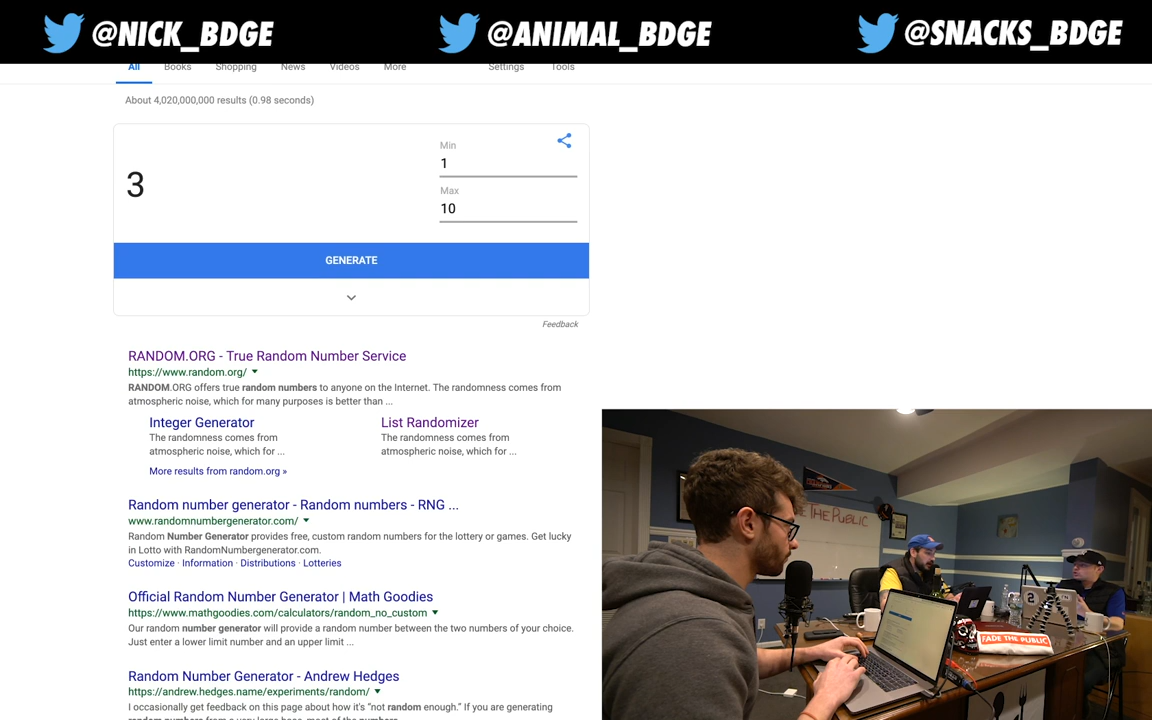 @NICK_BDGE @ANIMAL_BDGE @SNACKS_BDGE
All Books Shopping News Videos More Settings Tools
About 4,020,000,000 results (0.98 seconds)
3
Min
1
Max
10
GENERATE
Feedback
RANDOM.ORG - True Random Number Service
https://www.random.org/
RANDOM.ORG offers true random numbers to anyone on the Internet. The randomness comes from
atmospheric noise, which for many purposes is better than ...
Integer Generator
The randomness comes from
atmospheric noise, which for ...
List Randomizer
The randomness comes from
atmospheric noise, which for ...
More results from random.org »
Random number generator - Random numbers - RNG ...
www.randomnumbergenerator.com/
Random Number Generator provides free, custom random numbers for the lottery or games. Get lucky
in Lotto with RandomNumbergenerator.com.
Customize · Information · Distributions · Lotteries
Official Random Number Generator | Math Goodies
https://www.mathgoodies.com/calculators/random_no_custom
Our random number generator will provide a random number between the two numbers of your choice.
Just enter a lower limit number and an upper limit ...
Random Number Generator - Andrew Hedges
https://andrew.hedges.name/experiments/random/
I occasionally get feedback on this page about how it's "not random enough." If you are generating
random numbers from a very large base, most of the numbers
THE PUBLIC
FADE THE PUBLIC